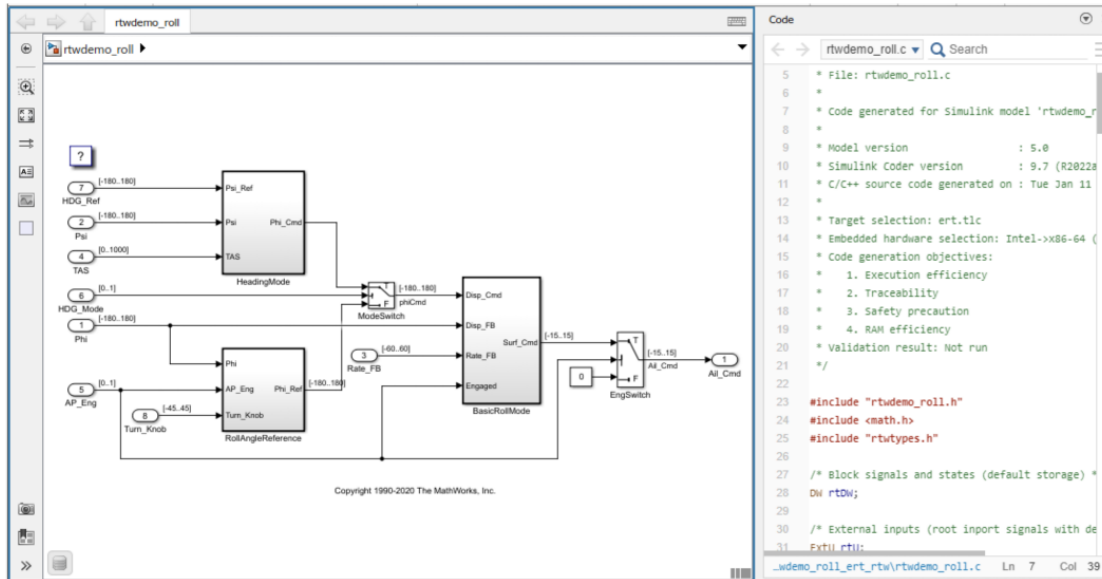 rtwdemo_roll
rtwdemo_roll
?
[-180..180]
7
Psi_Ref
HDG_Ref
[-180..180]
2
Psi
Phi_Cmd
Psi
[0..1000]
4
TAS
TAS
HeadingMode
[0..1]
6
HDG_Mode
T
F
[-180..180]
phiCmd
ModeSwitch
[-180..180]
1
Phi
Disp_Cmd
Disp_FB
Rate_FB
Engaged
Surf_Cmd
BasicRollMode
[-60..60]
3
Rate_FB
[-15..15]
T
F
0
EngSwitch
[-15..15]
Ail_Cmd
1
Ail_Cmd
Phi
[0..1]
5
AP_Eng
AP_Eng
Phi_Ref
[-180..180]
[-45..45]
8
Turn_Knob
Turn_Knob
RollAngleReference
Copyright 1990-2020 The MathWorks, Inc.
Code
rtwdemo_roll.c
Search
5 * File: rtwdemo_roll.c
6 *
7 * Code generated for Simulink model 'rtwdemo_r
8 *
9 * Model version : 5.0
10 * Simulink Coder version : 9.7 (R2022a
11 * C/C++ source code generated on : Tue Jan 11
12 *
13 * Target selection: ert.tlc
14 * Embedded hardware selection: Intel->x86-64 (
15 * Code generation objectives:
16 * 1. Execution efficiency
17 * 2. Traceability
18 * 3. Safety precaution
19 * 4. RAM efficiency
20 * Validation result: Not run
21 */
22
23 #include "rtwdemo_roll.h"
24 #include <math.h>
25 #include "rtwtypes.h"
26
27 /* Block signals and states (default storage) *
28 DW rtDW;
29
30 /* External inputs (root inport signals with de
31 ExtU rtU;
...wdemo_roll_ert_rtw\rtwdemo_roll.c Ln 7 Col 39